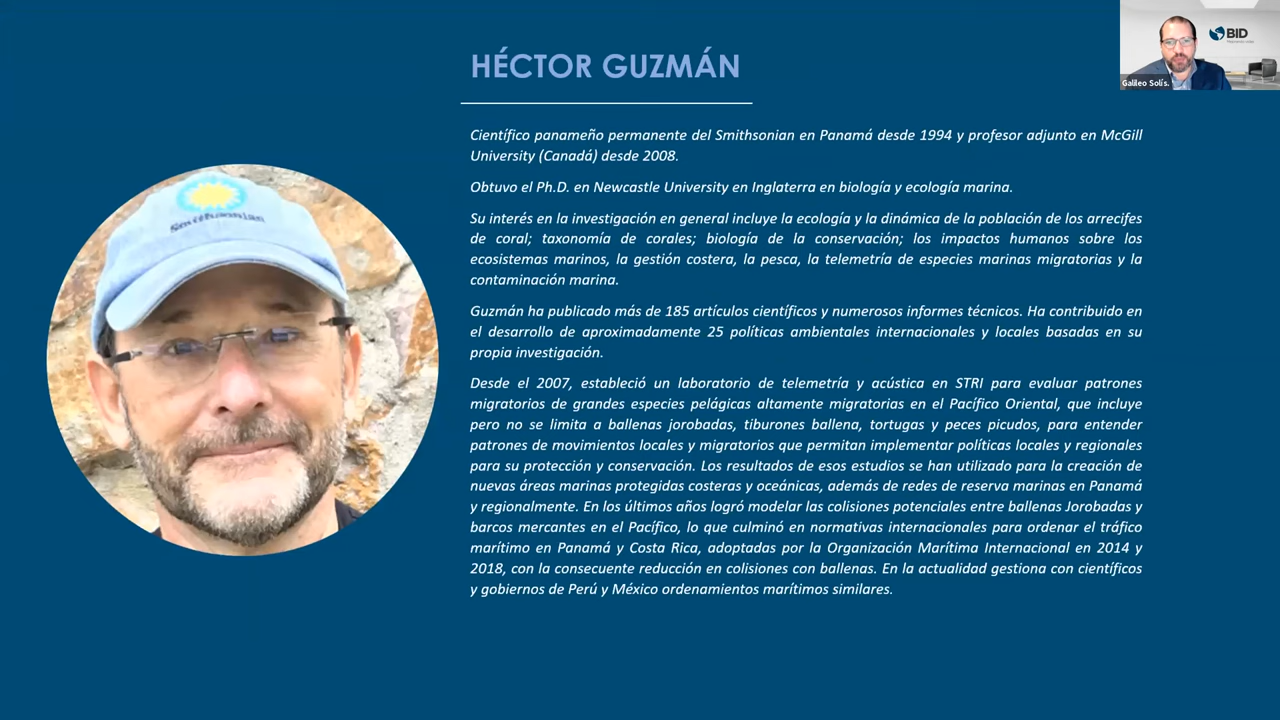 HÉCTOR GUZMÁN
BID
Galileo Solís.
Científico panameño permanente del Smithsonian en Panamá desde 1994 y profesor adjunto en McGill
University (Canadá) desde 2008.
Obtuvo el Ph.D. en Newcastle University en Inglaterra en biología y ecología marina.
Su interés en la investigación en general incluye la ecología y la dinámica de la población de los arrecifes
de coral; taxonomía de corales; biología de la conservación; los impactos humanos sobre los
ecosistemas marinos, la gestión costera, la pesca, la telemetría de especies marinas migratorias y la
contaminación marina.
Guzmán ha publicado más de 185 artículos científicos y numerosos informes técnicos. Ha contribuido en
el desarrollo de aproximadamente 25 políticas ambientales internacionales y locales basadas en su
propia investigación.
Desde el 2007, estableció un laboratorio de telemetría y acústica en STRI para evaluar patrones
migratorios de grandes especies pelágicas altamente migratorias en el Pacífico Oriental, que incluye
pero no se limita a ballenas jorobadas, tiburones ballena, tortugas y peces picudos, para entender
patrones de movimientos locales y migratorios que permitan implementar políticas locales y regionales
para su protección y conservación. Los resultados de esos estudios se han utilizado para la creación de
nuevas áreas marinas protegidas costeras y oceánicas, además de redes de reserva marinas en Panamá
y regionalmente. En los últimos años logró modelar las colisiones potenciales entre ballenas Jorobadas y
barcos mercantes en el Pacífico, lo que culminó en normativas internacionales para ordenar el tráfico
marítimo en Panamá y Costa Rica, adoptadas por la Organización Marítima Internacional en 2014 y
2018, con la consecuente reducción en colisiones con ballenas. En la actualidad gestiona con científicos
y gobiernos de Perú y México ordenamientos marítimos similares.
Smithsonian